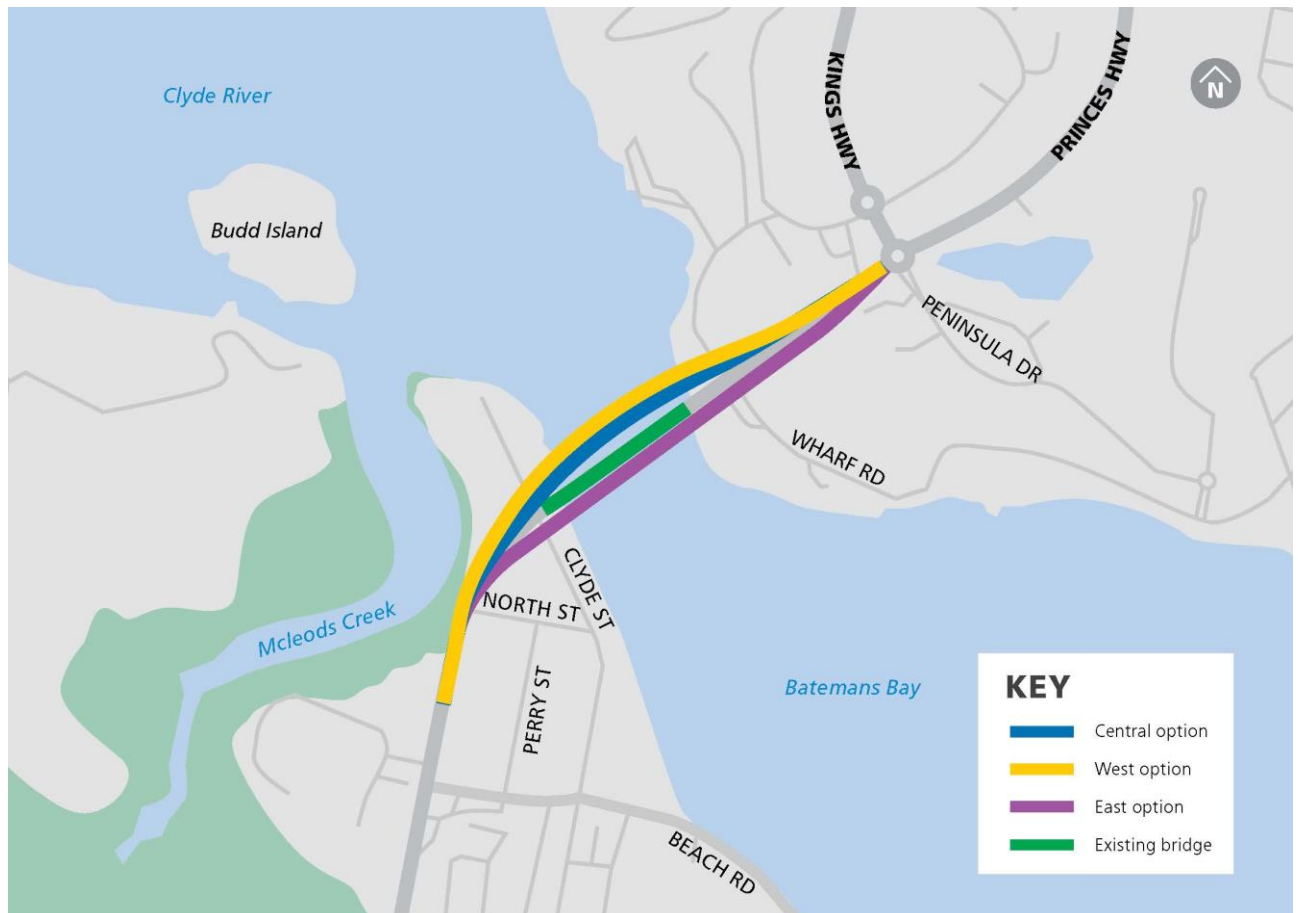 KINGS HWY
PRINCES HWY
N
Clyde River
Budd Island
PENINSULA DR
WHARF RD
CLYDE ST
NORTH ST
Mcleods Creek
PERRY ST
Batemans Bay
BEACH RD
KEY
Central option
West option
East option
Existing bridge